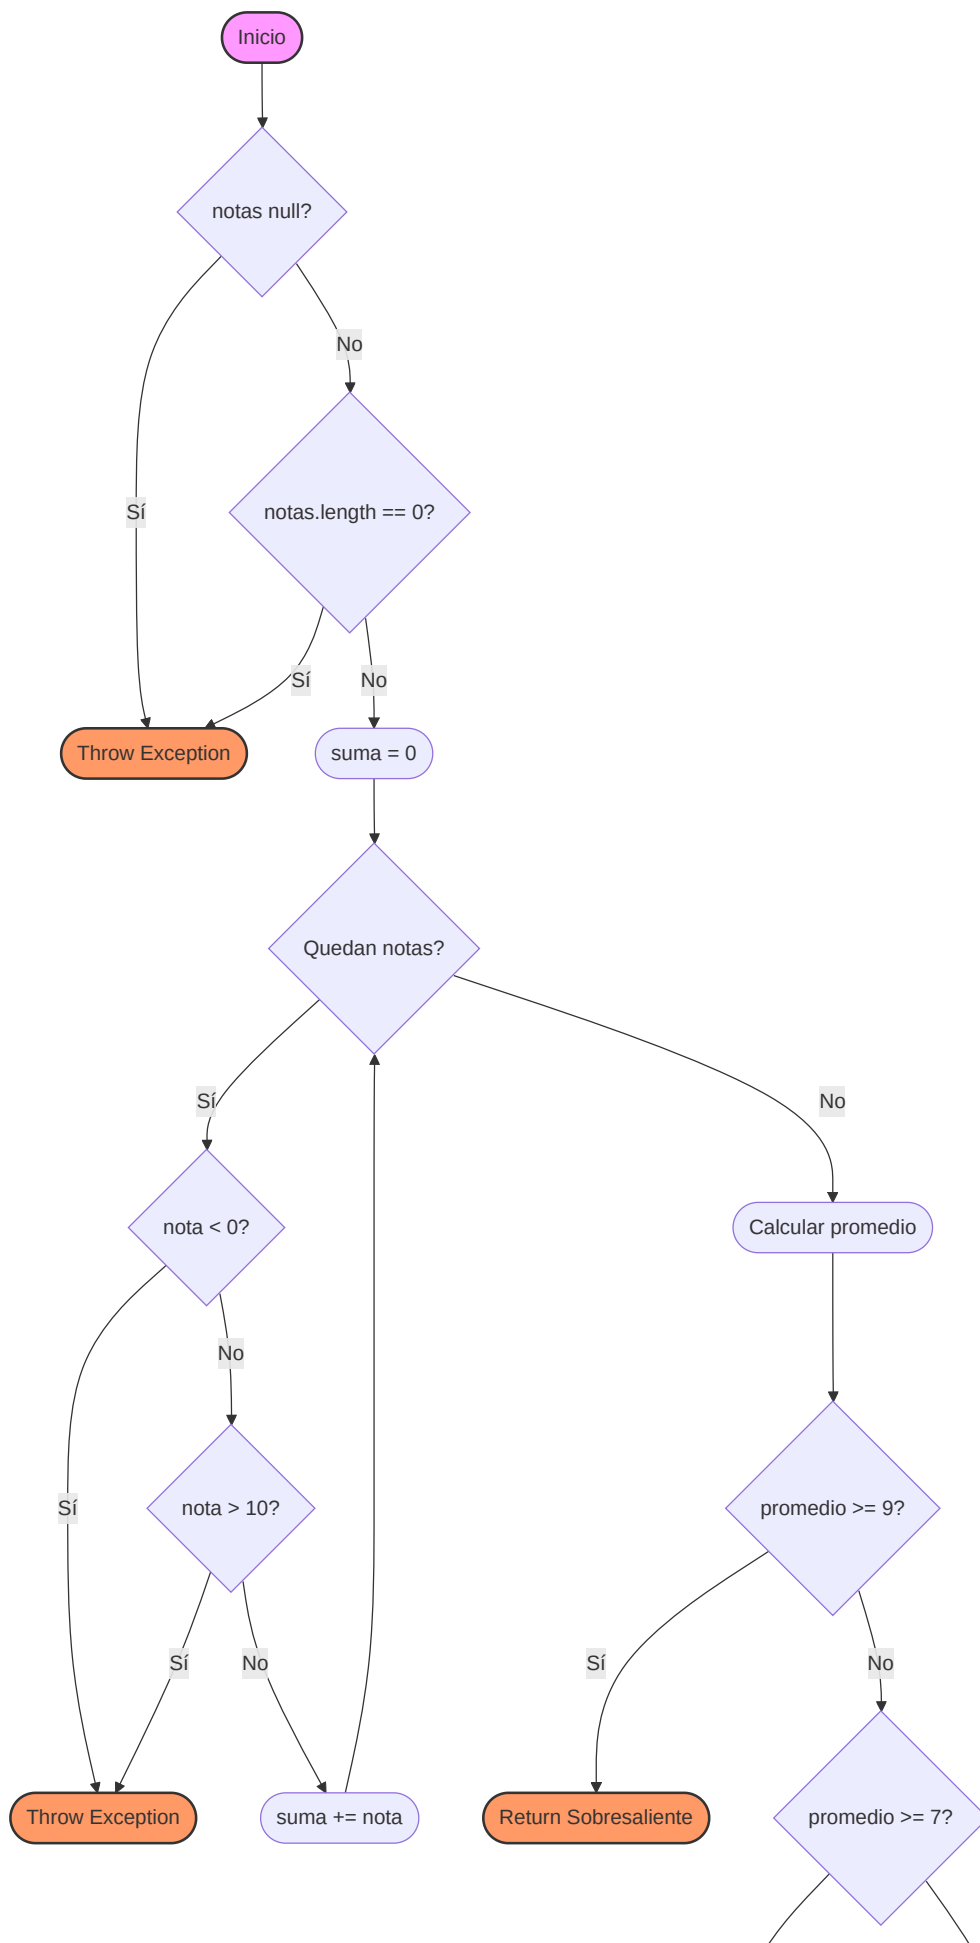 Inicio
notas null?
No
notas.length == 0?
Sí
Sí
No
Throw Exception
suma = 0
Quedan notas?
Sí
No
nota < 0?
Calcular promedio
No
Sí
nota > 10?
promedio >= 9?
Sí
No
Sí
No
Throw Exception
suma += nota
Return Sobresaliente
promedio >= 7?